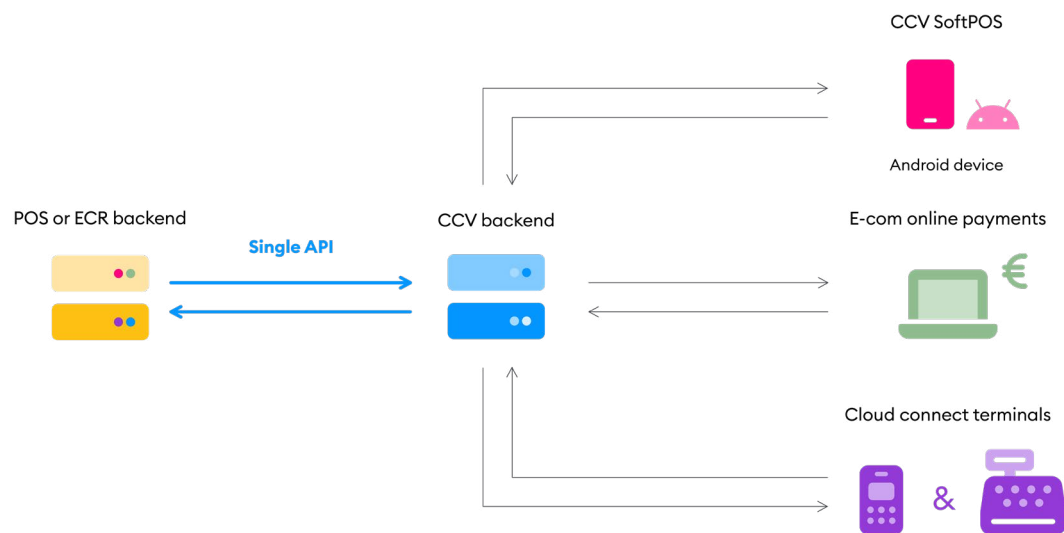 CCV SoftPOS
Android device
POS or ECR backend
Single API
CCV backend
E-com online payments
€
Cloud connect terminals
&